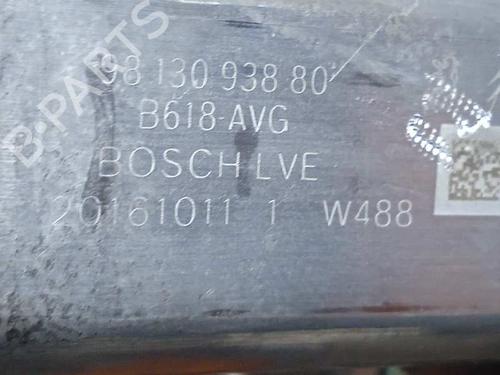 98 130 938 80
B618-AVG
BOSCH LVE
20161011 1 W488
B-PARTS